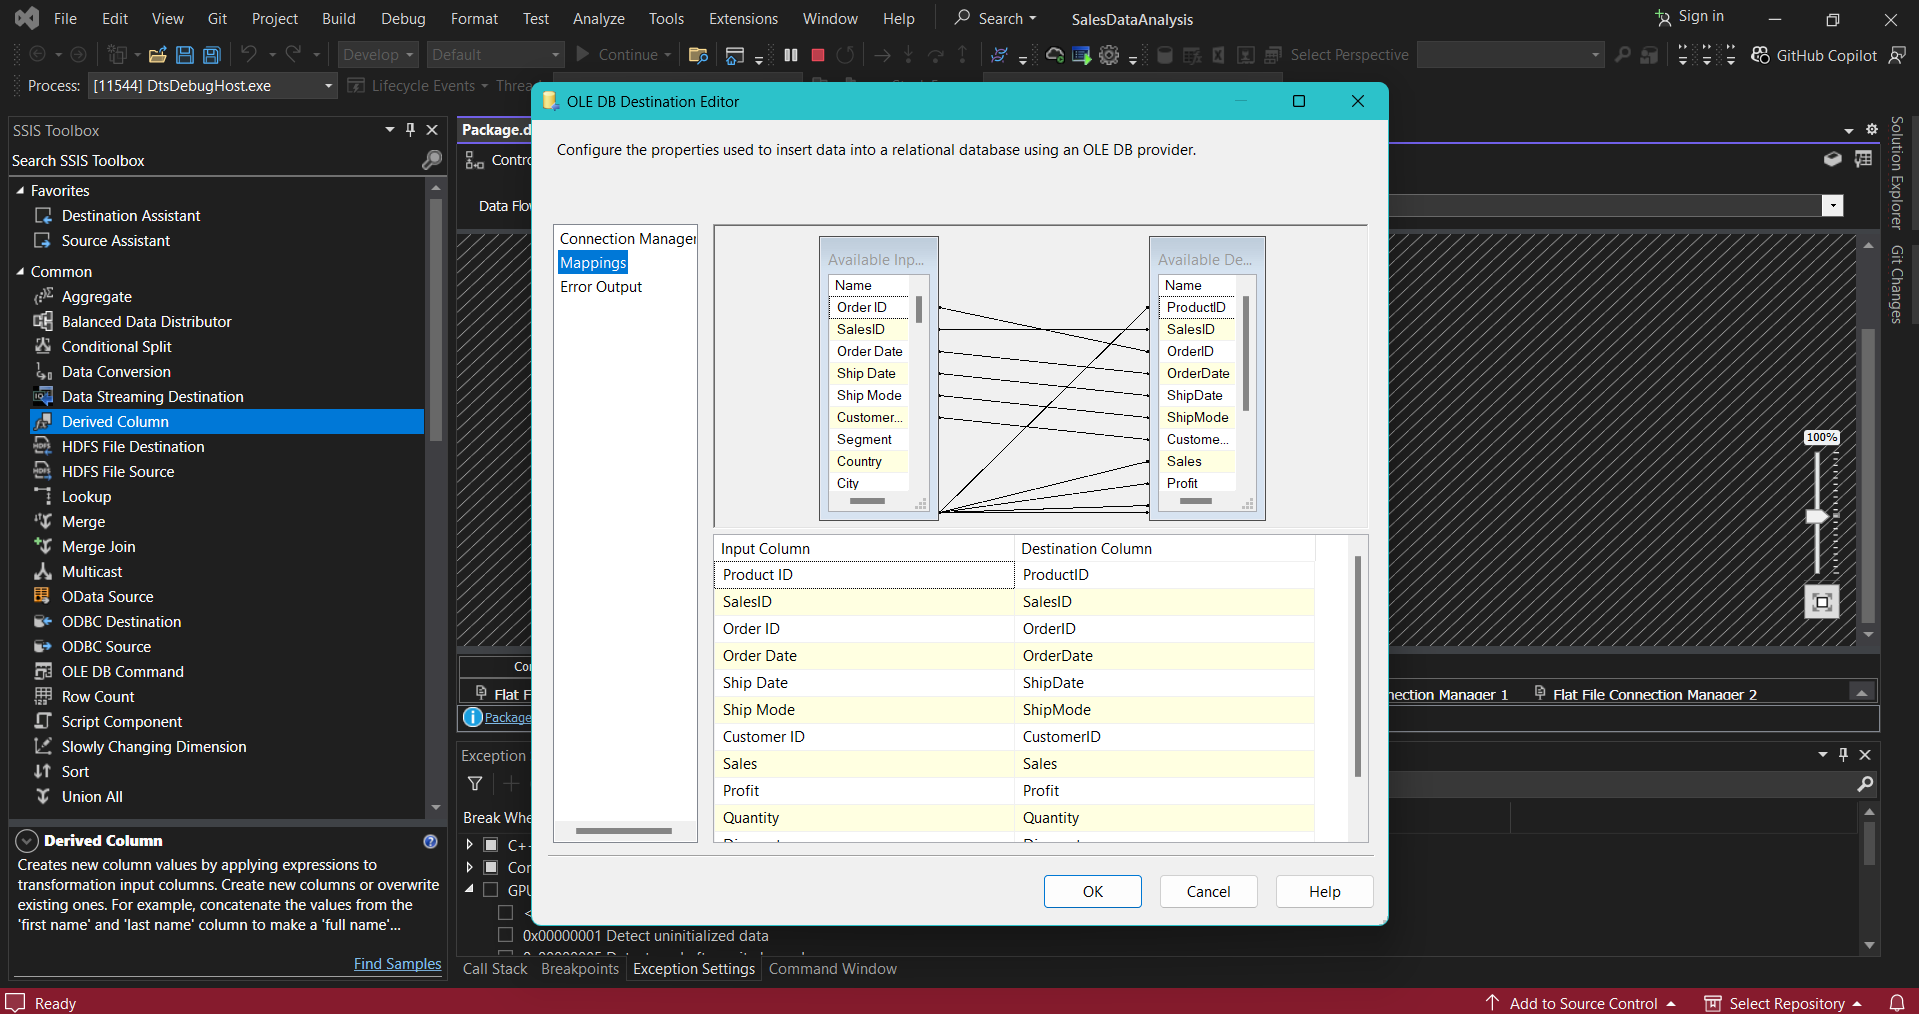 File Edit View Git Project Build Debug Format Test Analyze Tools Extensions Window Help Search SalesDataAnalysis Sign in
Develop Default Continue Select Perspective GitHub Copilot
Process: [11544] DtsDebugHost.exe Lifecycle Events
SSIS Toolbox
Search SSIS Toolbox
Favorites
Destination Assistant
Source Assistant
Common
Aggregate
Balanced Data Distributor
Conditional Split
Data Conversion
Data Streaming Destination
Derived Column
HDFS File Destination
HDFS File Source
Lookup
Merge
Merge Join
Multicast
OData Source
ODBC Destination
ODBC Source
OLE DB Command
Row Count
Script Component
Slowly Changing Dimension
Sort
Union All
Derived Column
Creates new column values by applying expressions to
transformation input columns. Create new columns or overwrite
existing ones. For example, concatenate the values from the
'first name' and 'last name' column to make a 'full name'...
Find Samples
Package.d
Contro
Data Flo
OLE DB Destination Editor
Configure the properties used to insert data into a relational database using an OLE DB provider.
Connection Manager
Mappings
Error Output
Available Inp...
Name
Order ID
SalesID
Order Date
Ship Date
Ship Mode
Customer...
Segment
Country
City
Available De...
Name
ProductID
SalesID
OrderID
OrderDate
ShipDate
ShipMode
Custome...
Sales
Profit
Input Column Destination Column
Product ID ProductID
SalesID SalesID
Order ID OrderID
Order Date OrderDate
Ship Date ShipDate
Ship Mode ShipMode
Customer ID CustomerID
Sales Sales
Profit Profit
Quantity Quantity
OK Cancel Help
100%
Solution Explorer
Git Changes
Flat F
nection Manager 1 Flat File Connection Manager 2
Package
Exception
Break Whe
C+
GPU
0x00000001 Detect uninitialized data
Call Stack Breakpoints Exception Settings Command Window
Ready Add to Source Control Select Repository